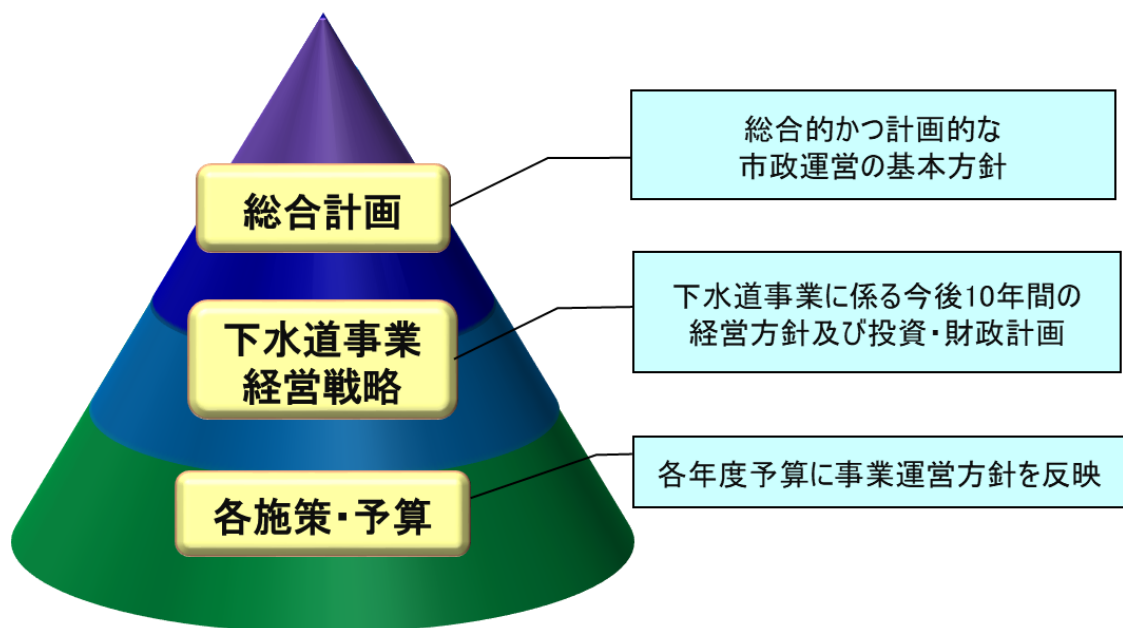 総合計画
総合的かつ計画的な
市政運営の基本方針
下水道事業
経営戦略
下水道事業に係る今後10年間の
経営方針及び投資・財政計画
各施策・予算
各年度予算に事業運営方針を反映